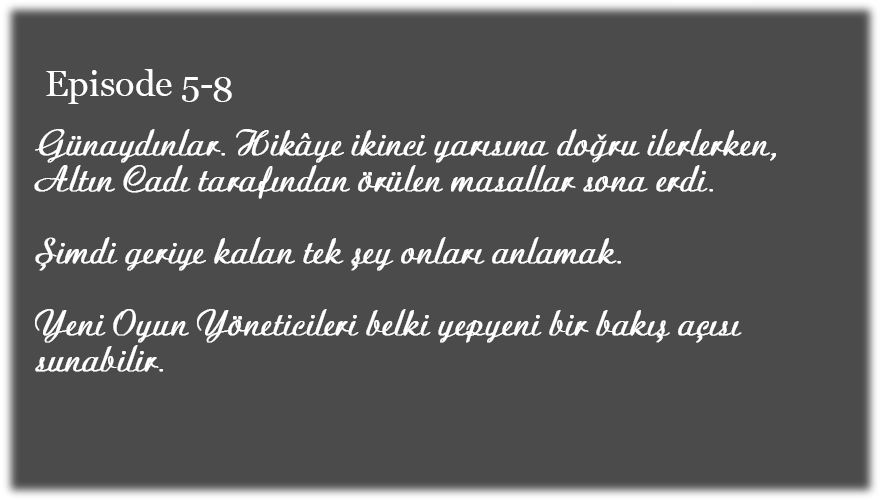 Episode 5-8
Günaydınlar. Hikâye ikinci yarısına doğru ilerlerken,
Altın Cadı tarafından örülen masallar sona erdi.
Şimdi geriye kalan tek şey onları anlamak.
Yeni Oyun Yöneticileri belki yepyeni bir bakış açısı
sunabilir.